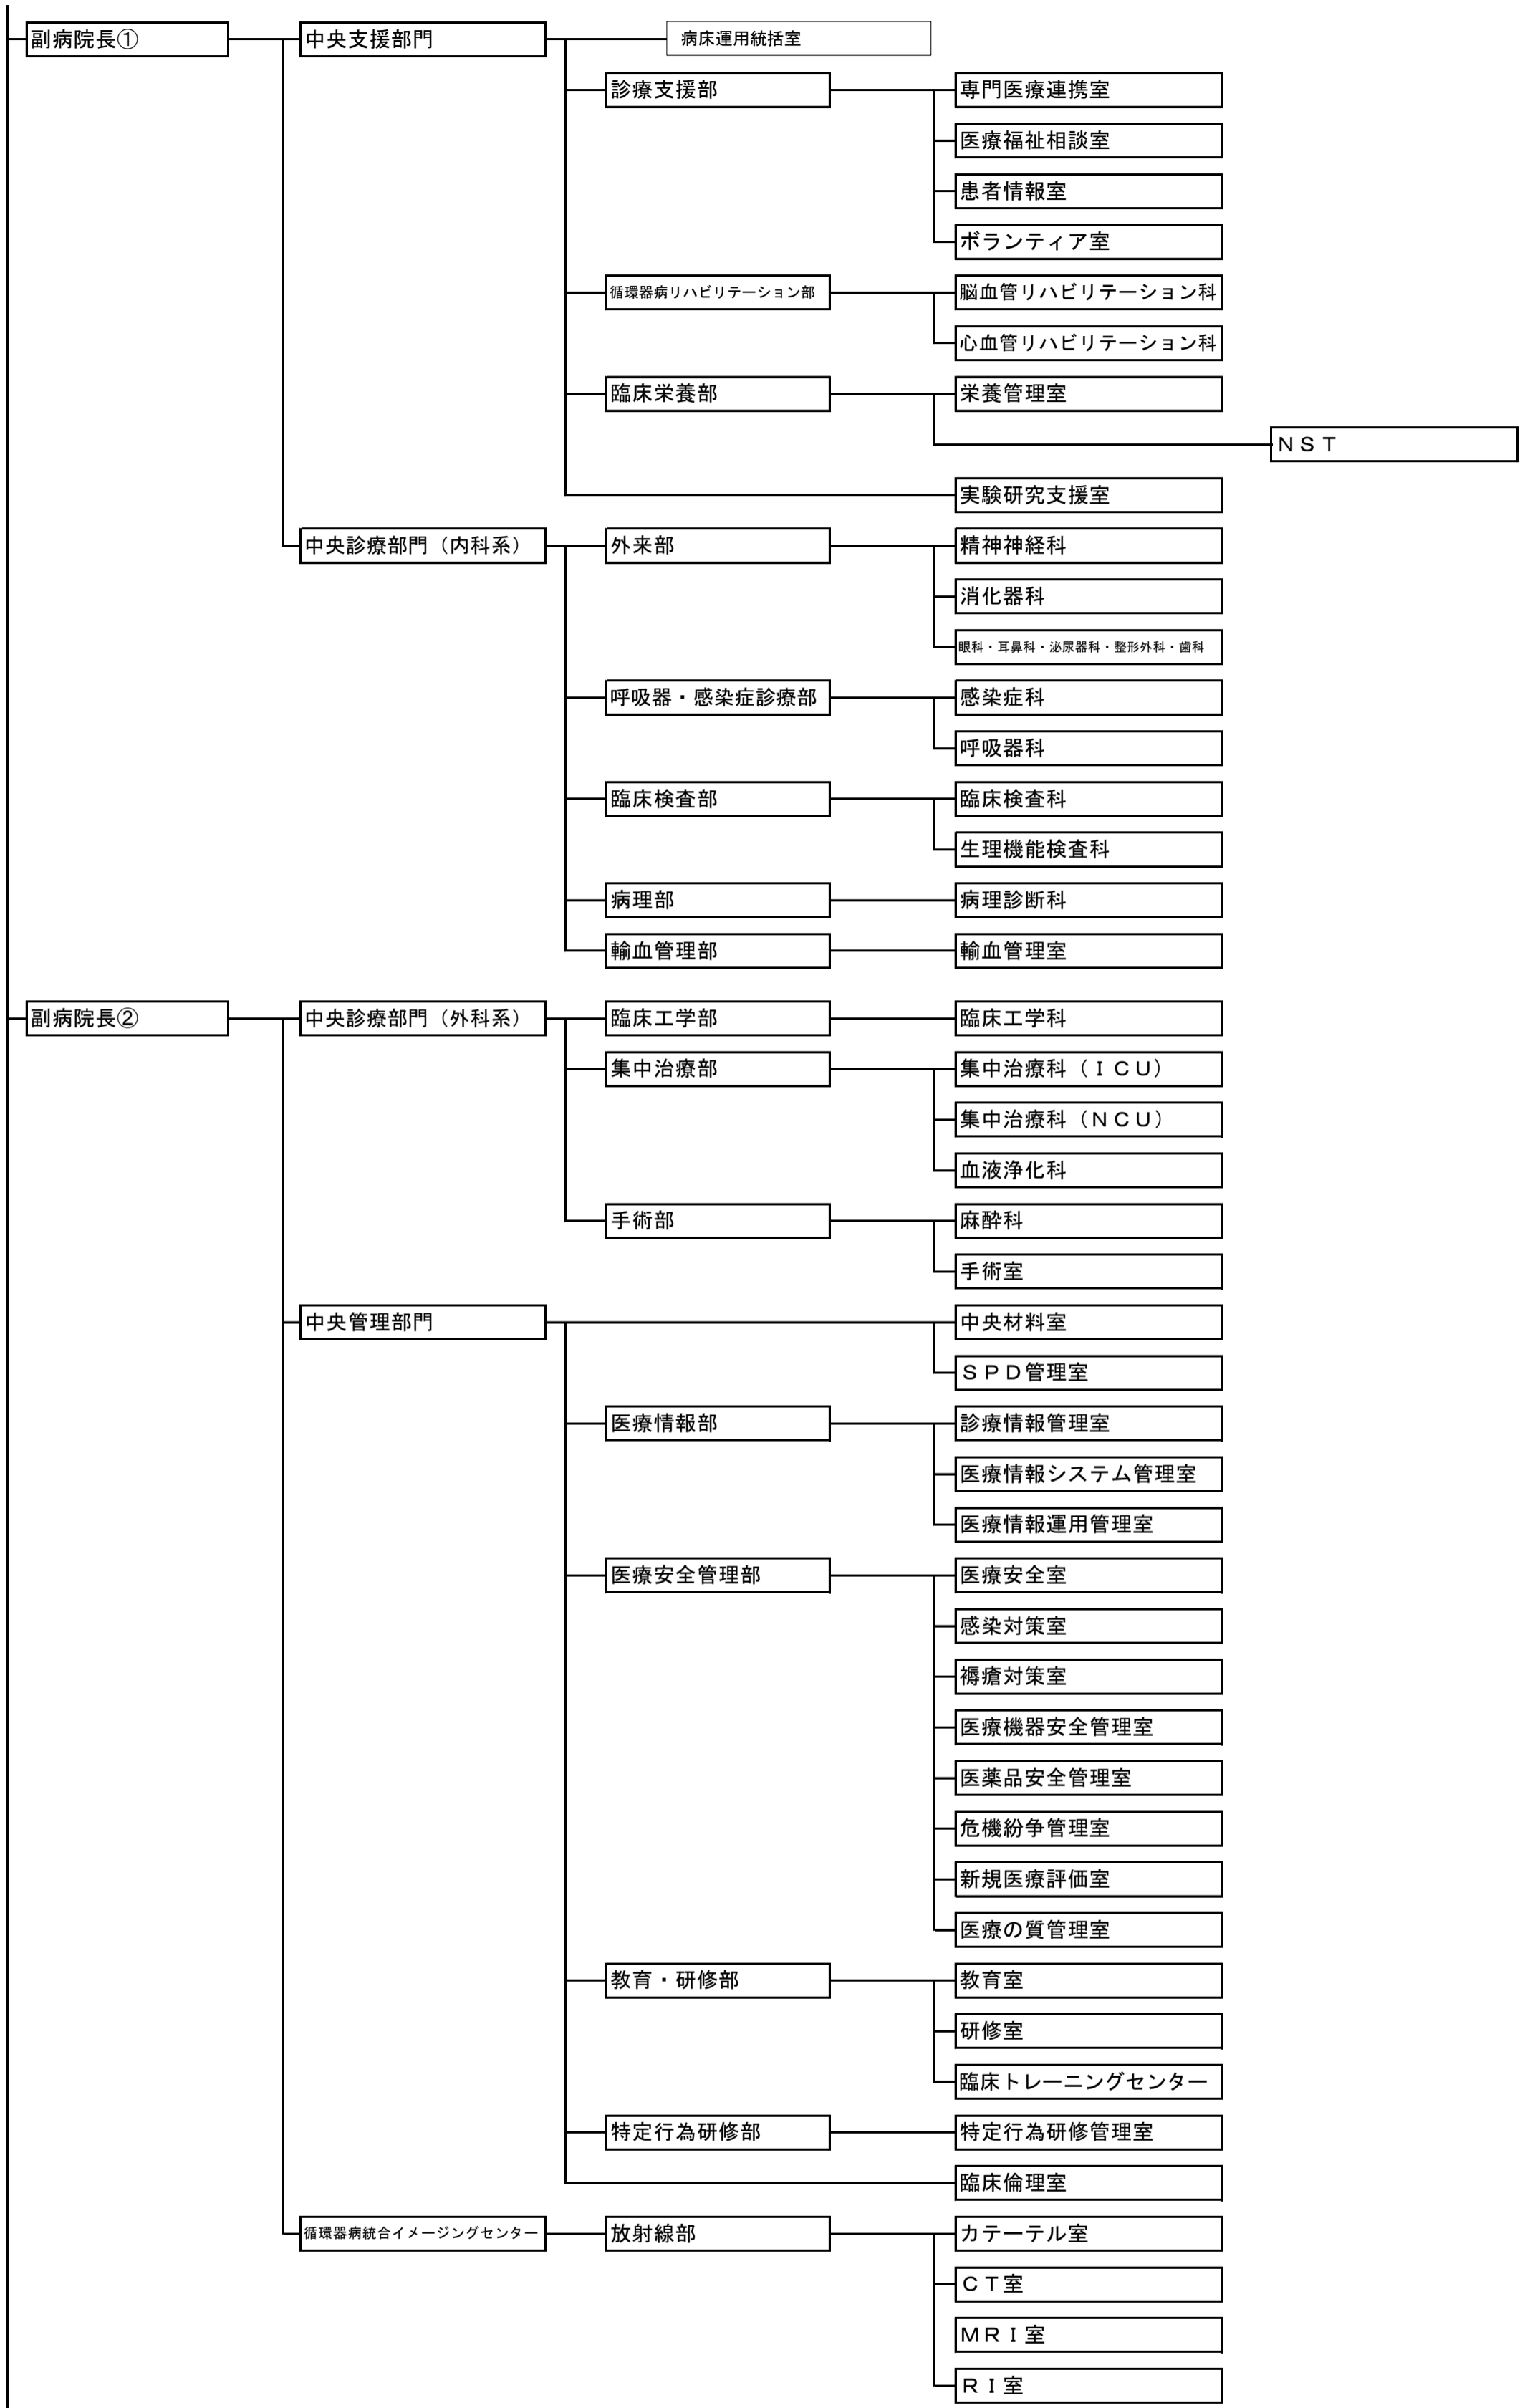 副病院長①
中央支援部門
病床運用統括室
診療支援部
専門医療連携室
医療福祉相談室
患者情報室
ボランティア室
循環器病リハビリテーション部
脳血管リハビリテーション科
心血管リハビリテーション科
臨床栄養部
栄養管理室
ＮＳＴ
実験研究支援室
中央診療部門（内科系）
外来部
精神神経科
消化器科
眼科・耳鼻科・泌尿器科・整形外科・歯科
呼吸器・感染症診療部
感染症科
呼吸器科
臨床検査部
臨床検査科
生理機能検査科
病理部
病理診断科
輸血管理部
輸血管理室
副病院長②
中央診療部門（外科系）
臨床工学部
臨床工学科
集中治療部
集中治療科（ＩＣＵ）
集中治療科（ＮＣＵ）
血液浄化科
手術部
麻酔科
手術室
中央管理部門
中央材料室
ＳＰＤ管理室
医療情報部
診療情報管理室
医療情報システム管理室
医療情報運用管理室
医療安全管理部
医療安全室
感染対策室
褥瘡対策室
医療機器安全管理室
医薬品安全管理室
危機紛争管理室
新規医療評価室
医療の質管理室
教育・研修部
教育室
研修室
臨床トレーニングセンター
特定行為研修部
特定行為研修管理室
臨床倫理室
循環器病統合イメージングセンター
放射線部
カテーテル室
ＣＴ室
ＭＲＩ室
ＲＩ室